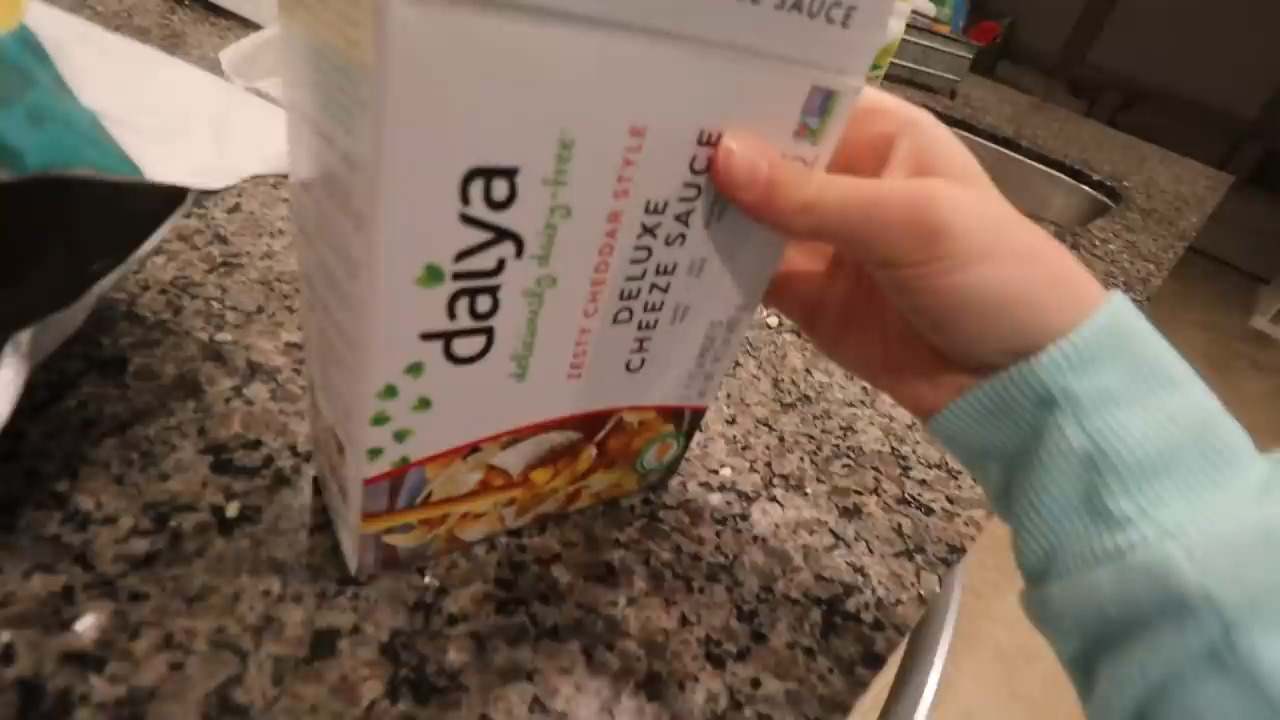 SAUCE
daiya
deliciously dairy-free
ZESTY CHEDDAR STYLE
DELUXE
CHEEZE SAUCE